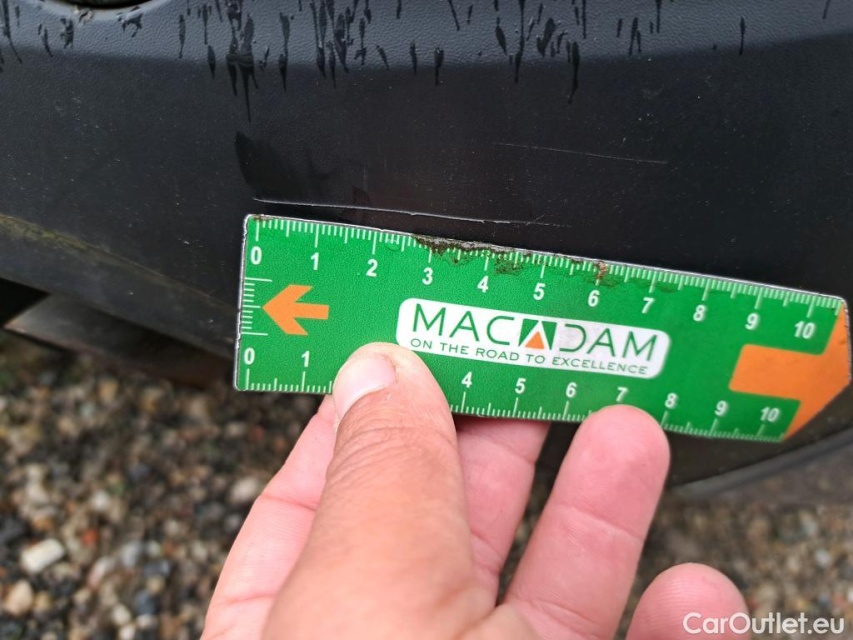 0 1 2 3 4 5 6 7 8 9 10
MACADAM
ON THE ROAD TO EXCELLENCE
0 1 4 5 6 7 8 9 10
CarOutlet.eu